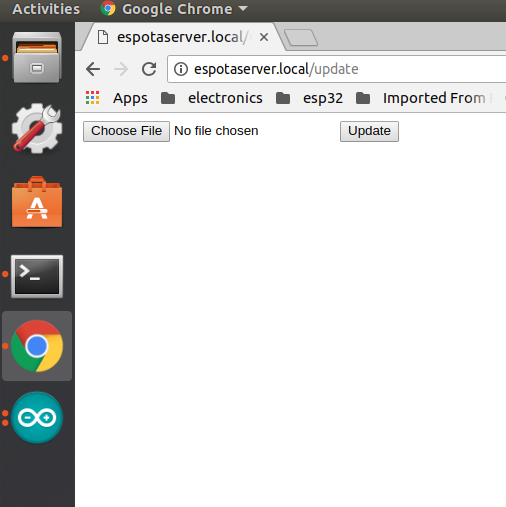 Activities Google Chrome
espotaserver.local/
espotaserver.local/update
Apps electronics esp32 Imported From
Choose File No file chosen Update